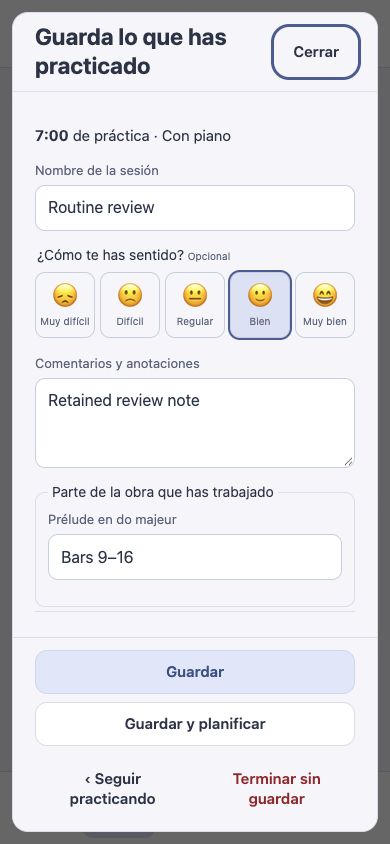 Guarda lo que has
practicado
Cerrar
7:00 de práctica · Con piano
Nombre de la sesión
Routine review
¿Cómo te has sentido? Opcional
Muy difícil
Difícil
Regular
Bien
Muy bien
Comentarios y anotaciones
Retained review note
Parte de la obra que has trabajado
Prélude en do majeur
Bars 9–16
Guardar
Guardar y planificar
‹ Seguir
practicando
Terminar sin
guardar